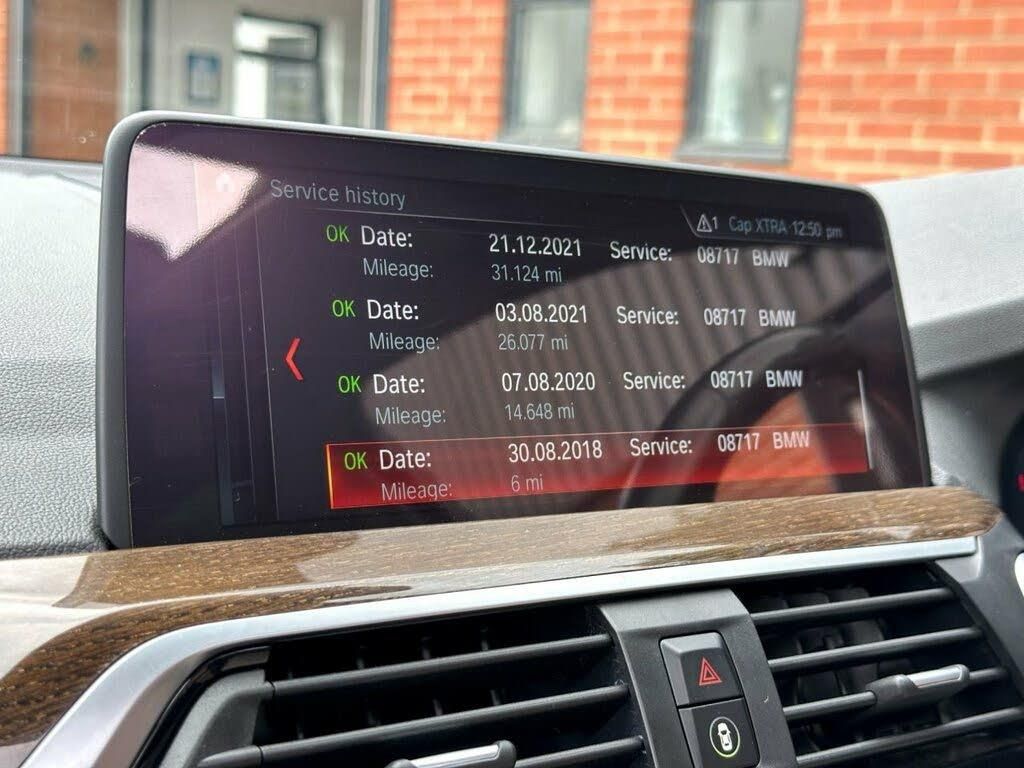 Service history
1 Cap XTRA 12:50 pm
OK Date: 21.12.2021 Service: 08717 BMW
Mileage: 31.124 mi
OK Date: 03.08.2021 Service: 08717 BMW
Mileage: 26.077 mi
OK Date: 07.08.2020 Service: 08717 BMW
Mileage: 14.648 mi
OK Date: 30.08.2018 Service: 08717 BMW
Mileage: 6 mi